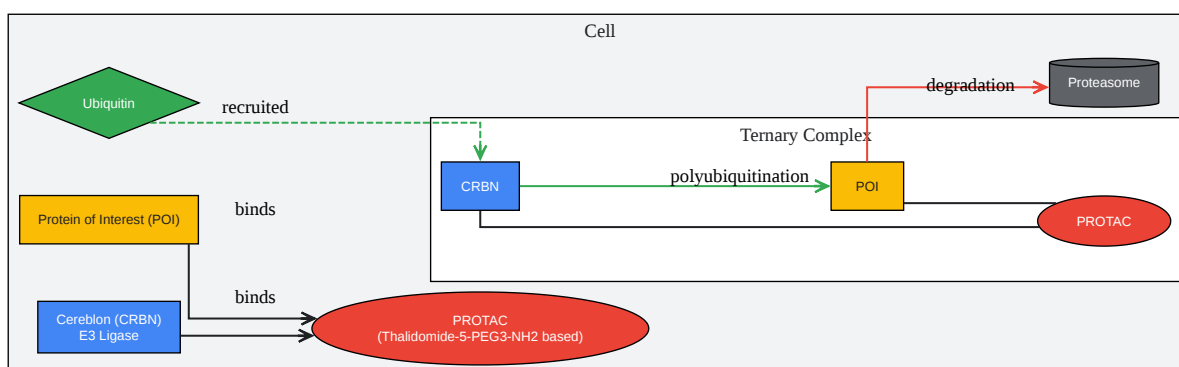 Cell
Ubiquitin
recruited
degradation
Proteasome
Ternary Complex
CRBN
polyubiquitination
POI
PROTAC
Protein of Interest (POI)
binds
binds
Cereblon (CRBN)
E3 Ligase
PROTAC
(Thalidomide-5-PEG3-NH2 based)